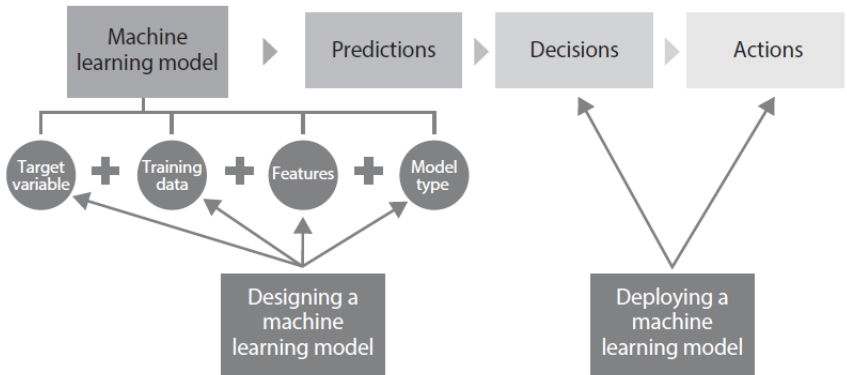 Machine
learning model
Predictions
Decisions
Actions
Target
variable
Training
data
Features
Model
type
Designing a
machine
learning model
Deploying a
machine
learning model